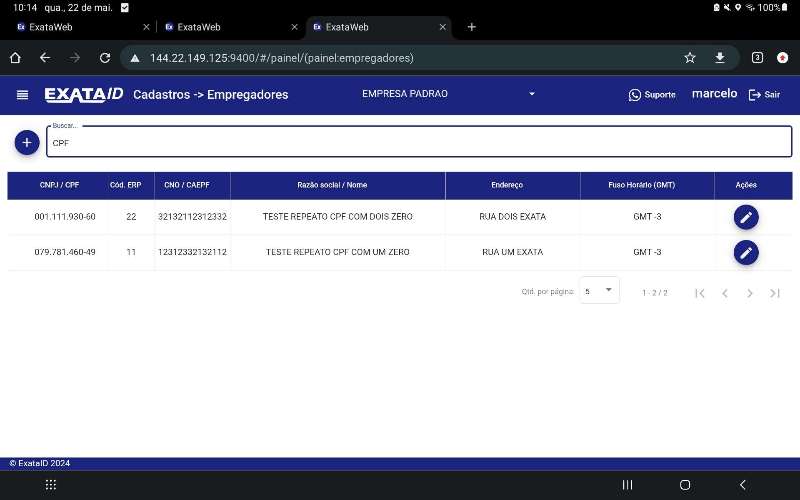 10:14 qua., 22 de mai. 100%
ExataWeb ExataWeb ExataWeb
144.22.149.125:9400/#/painel/(painel:empregadores) 3
EXATA ID Cadastros -> Empregadores EMPRESA PADRAO Suporte marcelo Sair
Buscar...
CPF
CNPJ / CPF Cód. ERP CNO / CAEPF Razão social / Nome Endereço Fuso Horário (GMT) Ações
001.111.930-60 22 32132112312332 TESTE REPEATO CPF COM DOIS ZERO RUA DOIS EXATA GMT -3
079.781.460-49 11 12312332132112 TESTE REPEATO CPF COM UM ZERO RUA UM EXATA GMT -3
Qtd. por página: 5 1 - 2 / 2
© ExataID 2024